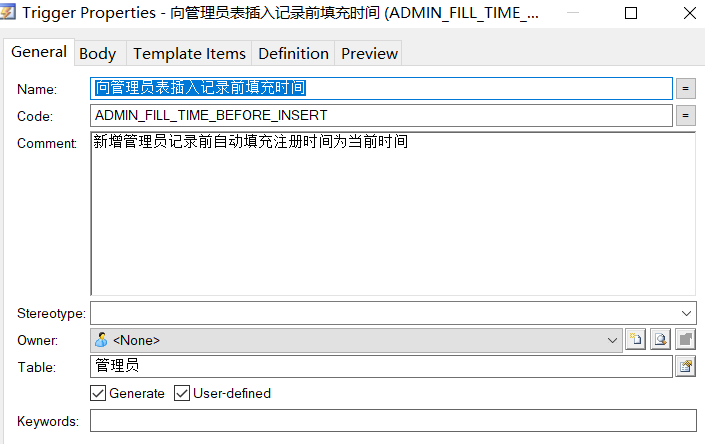 Trigger Properties - 向管理员表插入记录前填充时间 (ADMIN_FILL_TIME_...
General Body Template Items Definition Preview
Name: 向管理员表插入记录前填充时间 =
Code: ADMIN_FILL_TIME_BEFORE_INSERT =
Comment: 新增管理员记录前自动填充注册时间为当前时间
Stereotype:
Owner: <None>
Table: 管理员
Generate User-defined
Keywords: